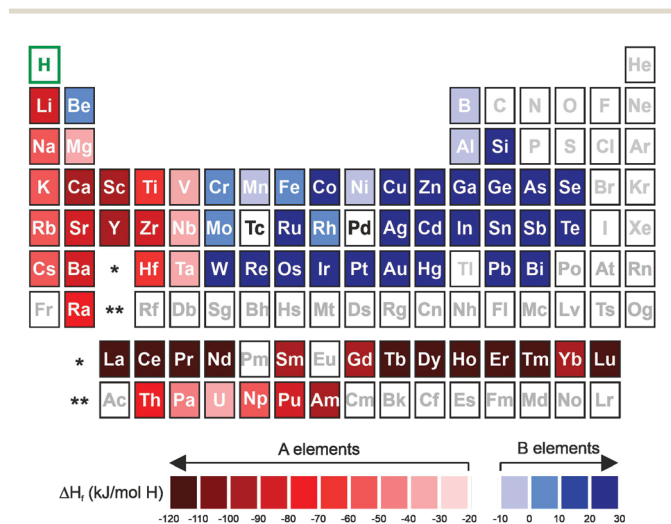 H He
Li Be B C N O F Ne
Na Mg Al Si P S Cl Ar
K Ca Sc Ti V Cr Mn Fe Co Ni Cu Zn Ga Ge As Se Br Kr
Rb Sr Y Zr Nb Mo Tc Ru Rh Pd Ag Cd In Sn Sb Te I Xe
Cs Ba * Hf Ta W Re Os Ir Pt Au Hg Tl Pb Bi Po At Rn
Fr Ra ** Rf Db Sg Bh Hs Mt Ds Rg Cn Nh Fl Mc Lv Ts Og
* La Ce Pr Nd Pm Sm Eu Gd Tb Dy Ho Er Tm Yb Lu
** Ac Th Pa U Np Pu Am Cm Bk Cf Es Fm Md No Lr
A elements B elements
ΔHf (kJ/mol H)
-120 -110 -100 -90 -80 -70 -60 -50 -40 -30 -20 -10 0 10 20 30